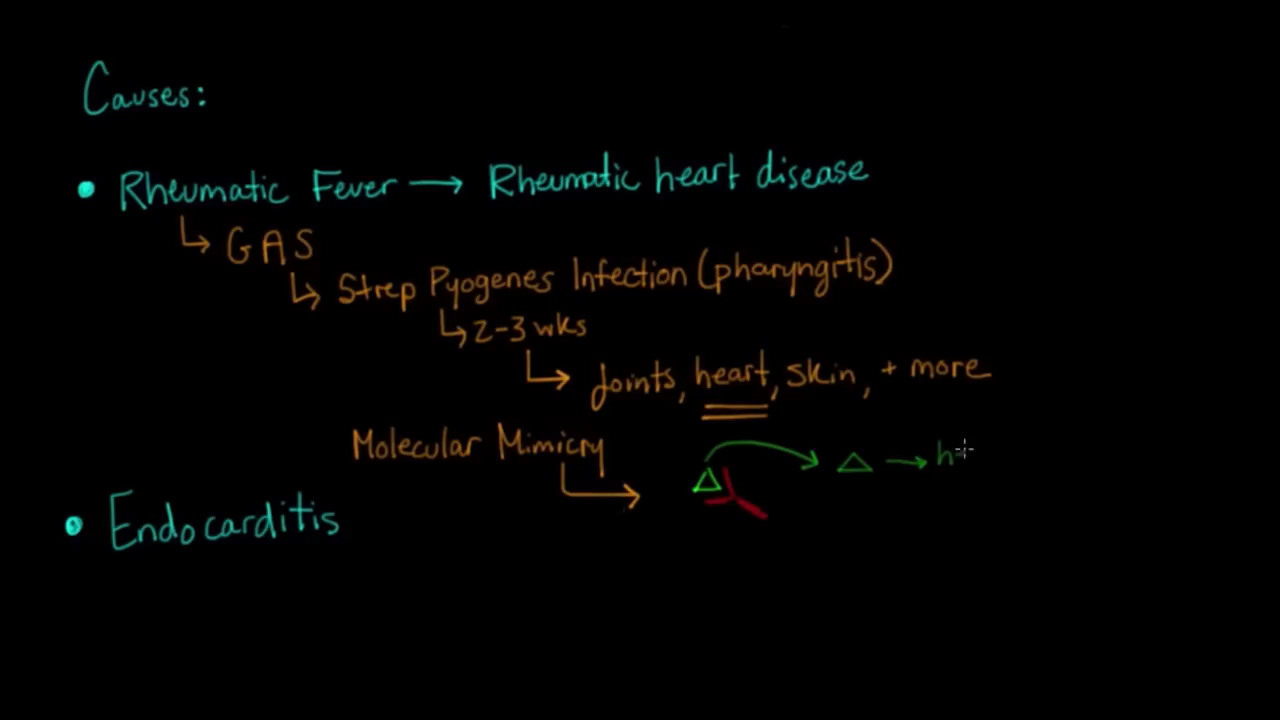 Causes:
• Rheumatic Fever → Rheumatic heart disease
↳ GAS
↳ Strep Pyogenes Infection (pharyngitis)
↳ 2-3 wks
↳ Joints, heart, skin, + more
Molecular Mimicry
↳ △ → △ → h
• Endocarditis